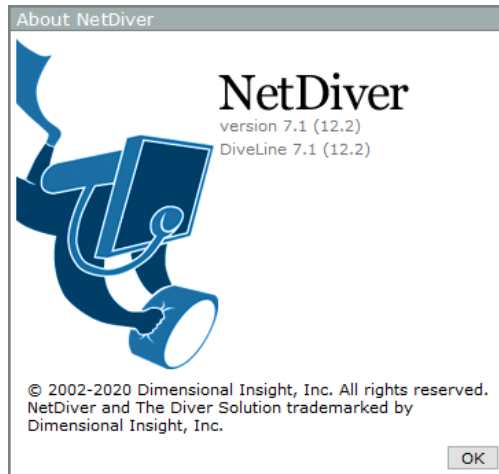 About NetDiver
NetDiver
version 7.1 (12.2)
DiveLine 7.1 (12.2)
© 2002-2020 Dimensional Insight, Inc. All rights reserved.
NetDiver and The Diver Solution trademarked by
Dimensional Insight, Inc.
OK